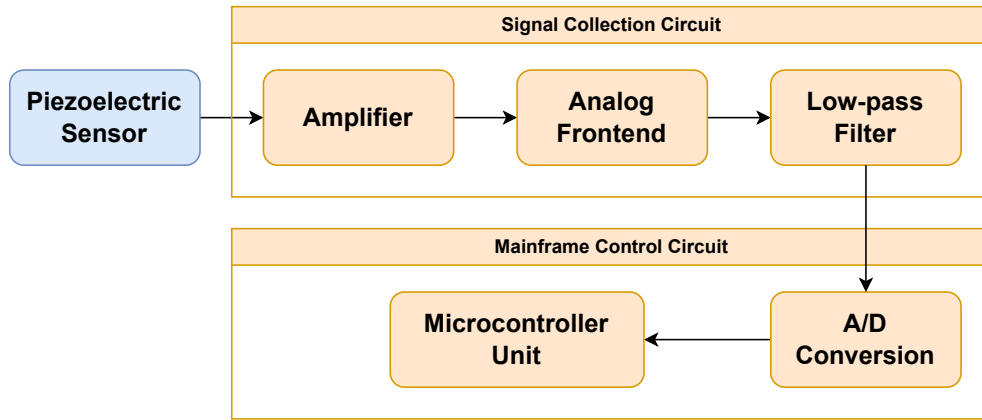 Signal Collection Circuit
Piezoelectric
Sensor
Amplifier
Analog
Frontend
Low-pass
Filter
Mainframe Control Circuit
Microcontroller
Unit
A/D
Conversion